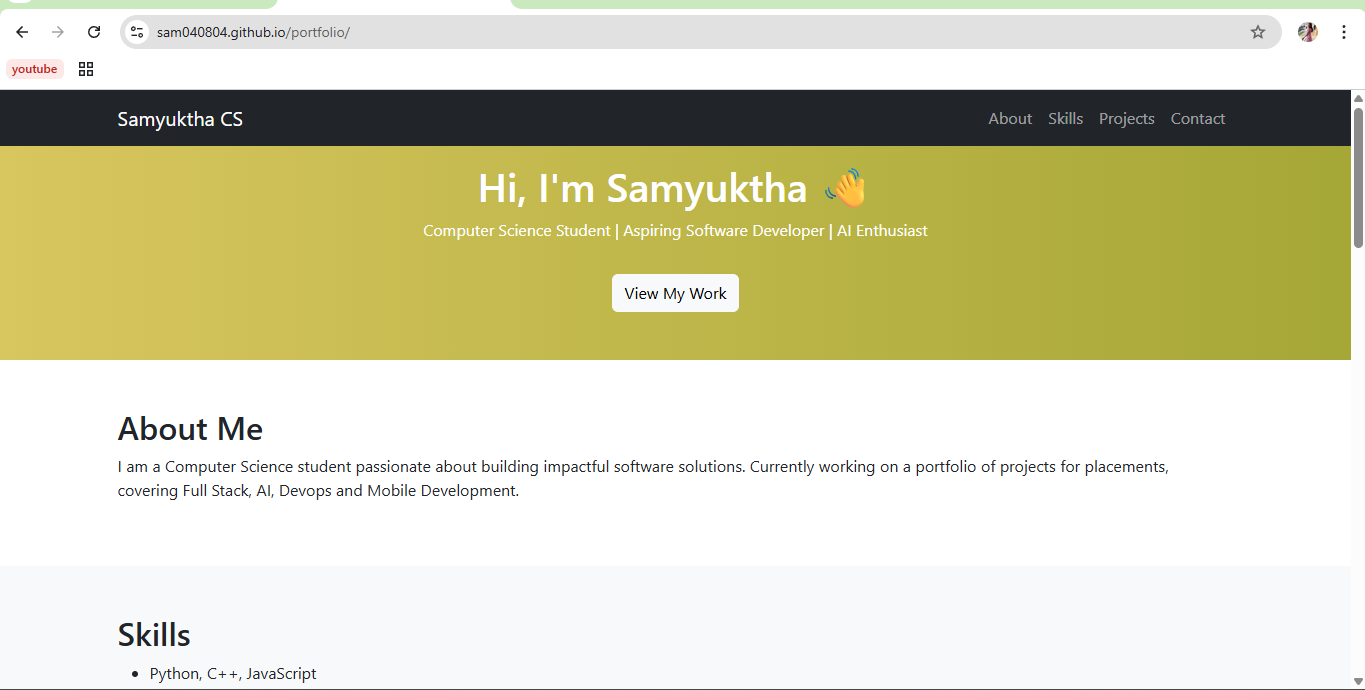 sam040804.github.io/portfolio/
youtube
Samyuktha CS
About Skills Projects Contact
Hi, I'm Samyuktha 👋
Computer Science Student | Aspiring Software Developer | AI Enthusiast
View My Work
About Me
I am a Computer Science student passionate about building impactful software solutions. Currently working on a portfolio of projects for placements,
covering Full Stack, AI, Devops and Mobile Development.
Skills
• Python, C++, JavaScript